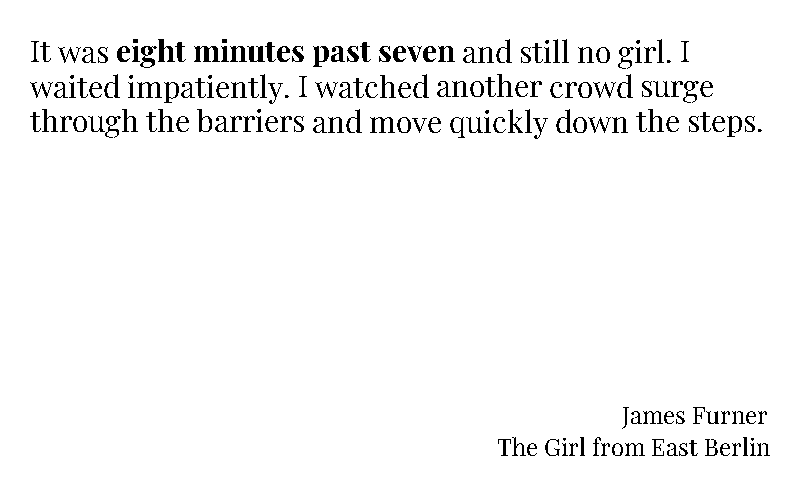 It was eight minutes past seven and still no girl. I
waited impatiently. I watched another crowd surge
through the barriers and move quickly down the steps.
James Furner
The Girl from East Berlin